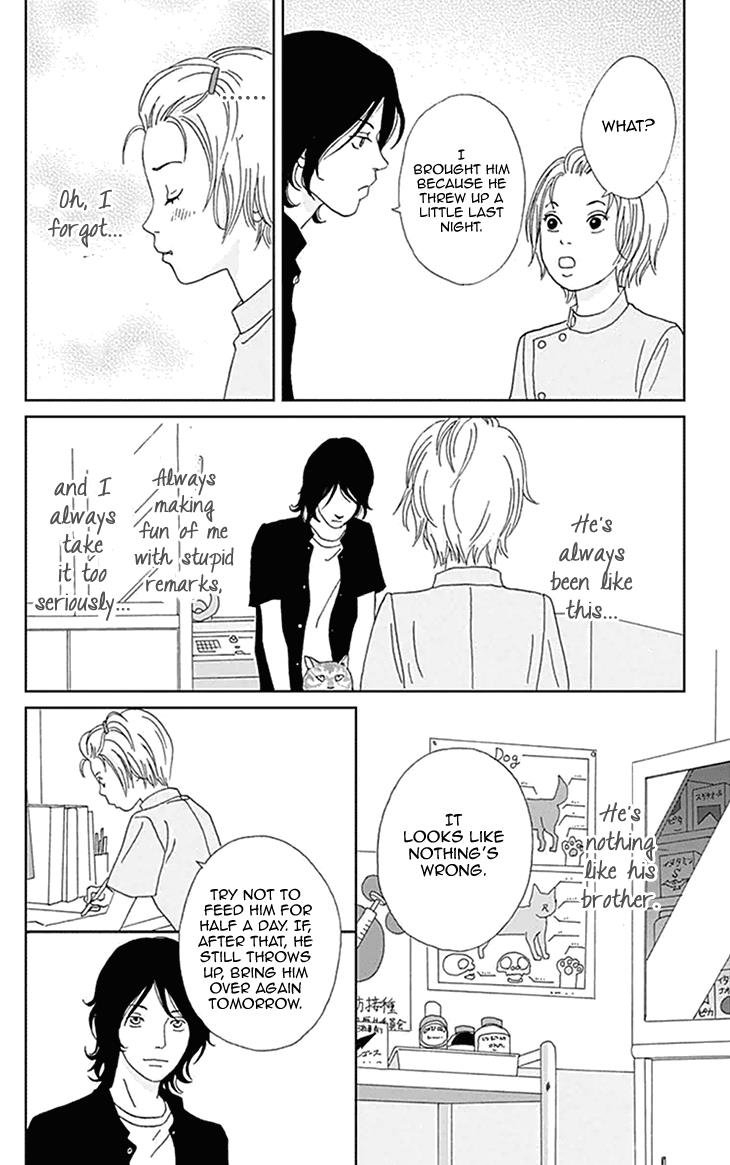 WHAT?
I
BROUGHT HIM
BECAUSE HE
THREW UP A
LITTLE LAST
NIGHT.
Oh, I
forgot...
He's
always
been like
this...
Always
making
fun of me
with stupid
remarks,
and I
always
take
it too
seriously...
IT
LOOKS LIKE
NOTHING'S
WRONG.
Dog
He's
nothing
like his
brother.
TRY NOT TO
FEED HIM FOR
HALF A DAY. IF,
AFTER THAT, HE
STILL THROWS
UP, BRING HIM
OVER AGAIN
TOMORROW.
防接種